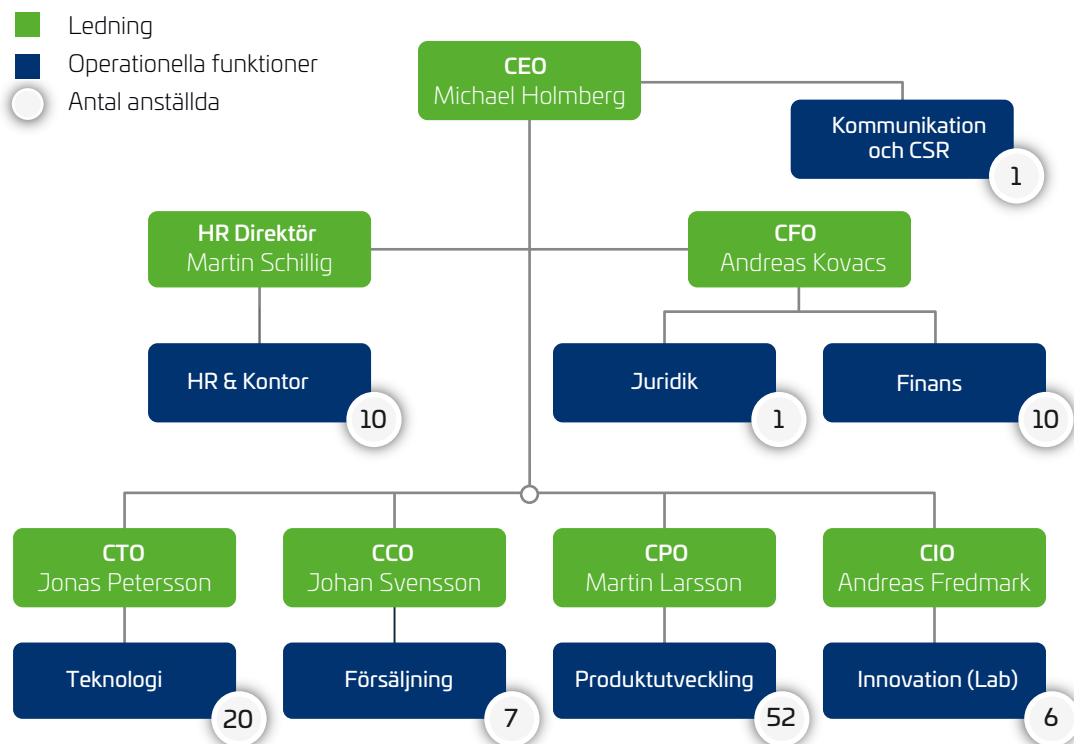 Ledning
Operationella funktioner
Antal anställda
CEO
Michael Holmberg
Kommunikation
och CSR
1
HR Direktör
Martin Schillig
CFO
Andreas Kovacs
HR & Kontor
10
Juridik
1
Finans
10
CTO
Jonas Petersson
CCO
Johan Svensson
CPO
Martin Larsson
CIO
Andreas Fredmark
Teknologi
20
Försäljning
7
Produktutveckling
52
Innovation (Lab)
6